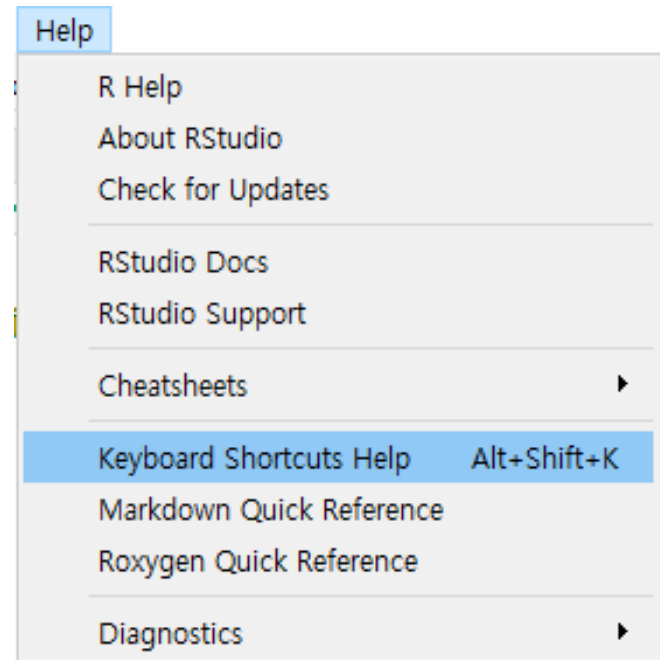 Help
R Help
About RStudio
Check for Updates
RStudio Docs
RStudio Support
Cheatsheets
Keyboard Shortcuts Help Alt+Shift+K
Markdown Quick Reference
Roxygen Quick Reference
Diagnostics